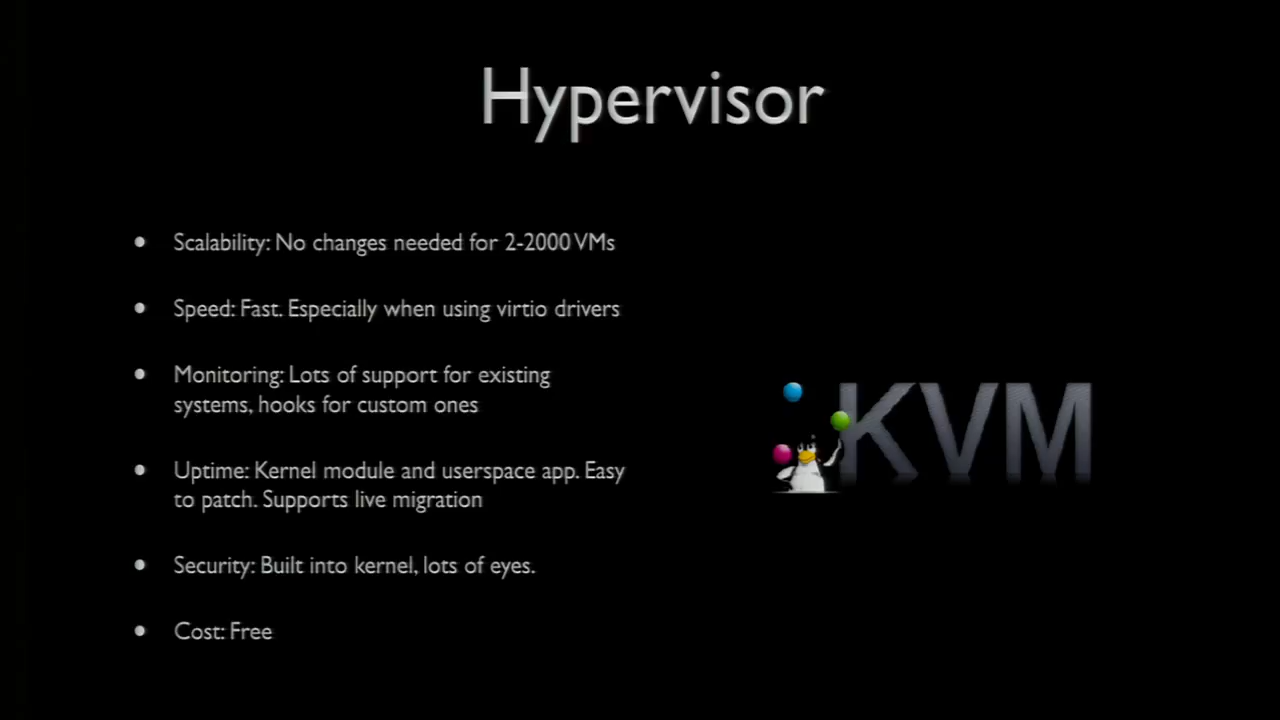 Hypervisor
Scalability: No changes needed for 2-2000 VMs
Speed: Fast. Especially when using virtio drivers
Monitoring: Lots of support for existing
systems, hooks for custom ones
Uptime: Kernel module and userspace app. Easy
to patch. Supports live migration
Security: Built into kernel, lots of eyes.
Cost: Free
KVM